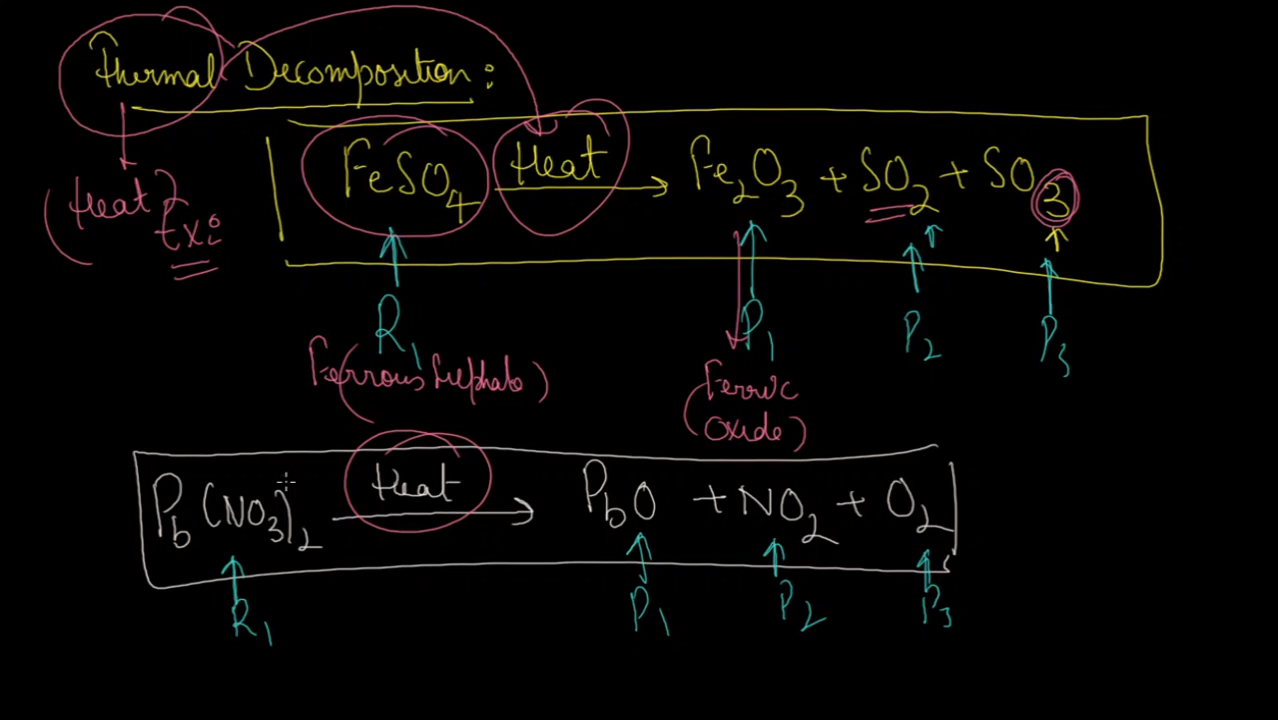 Thermal Decomposition:
FeSO4 Heat → Fe2O3 + SO2 + SO3
(Heat)
Ex:
R1 P1 P2 P3
(Ferrous Sulphate) (Ferric
Oxide)
Pb(NO3)2 Heat → PbO + NO2 + O2
R1 P1 P2 P3